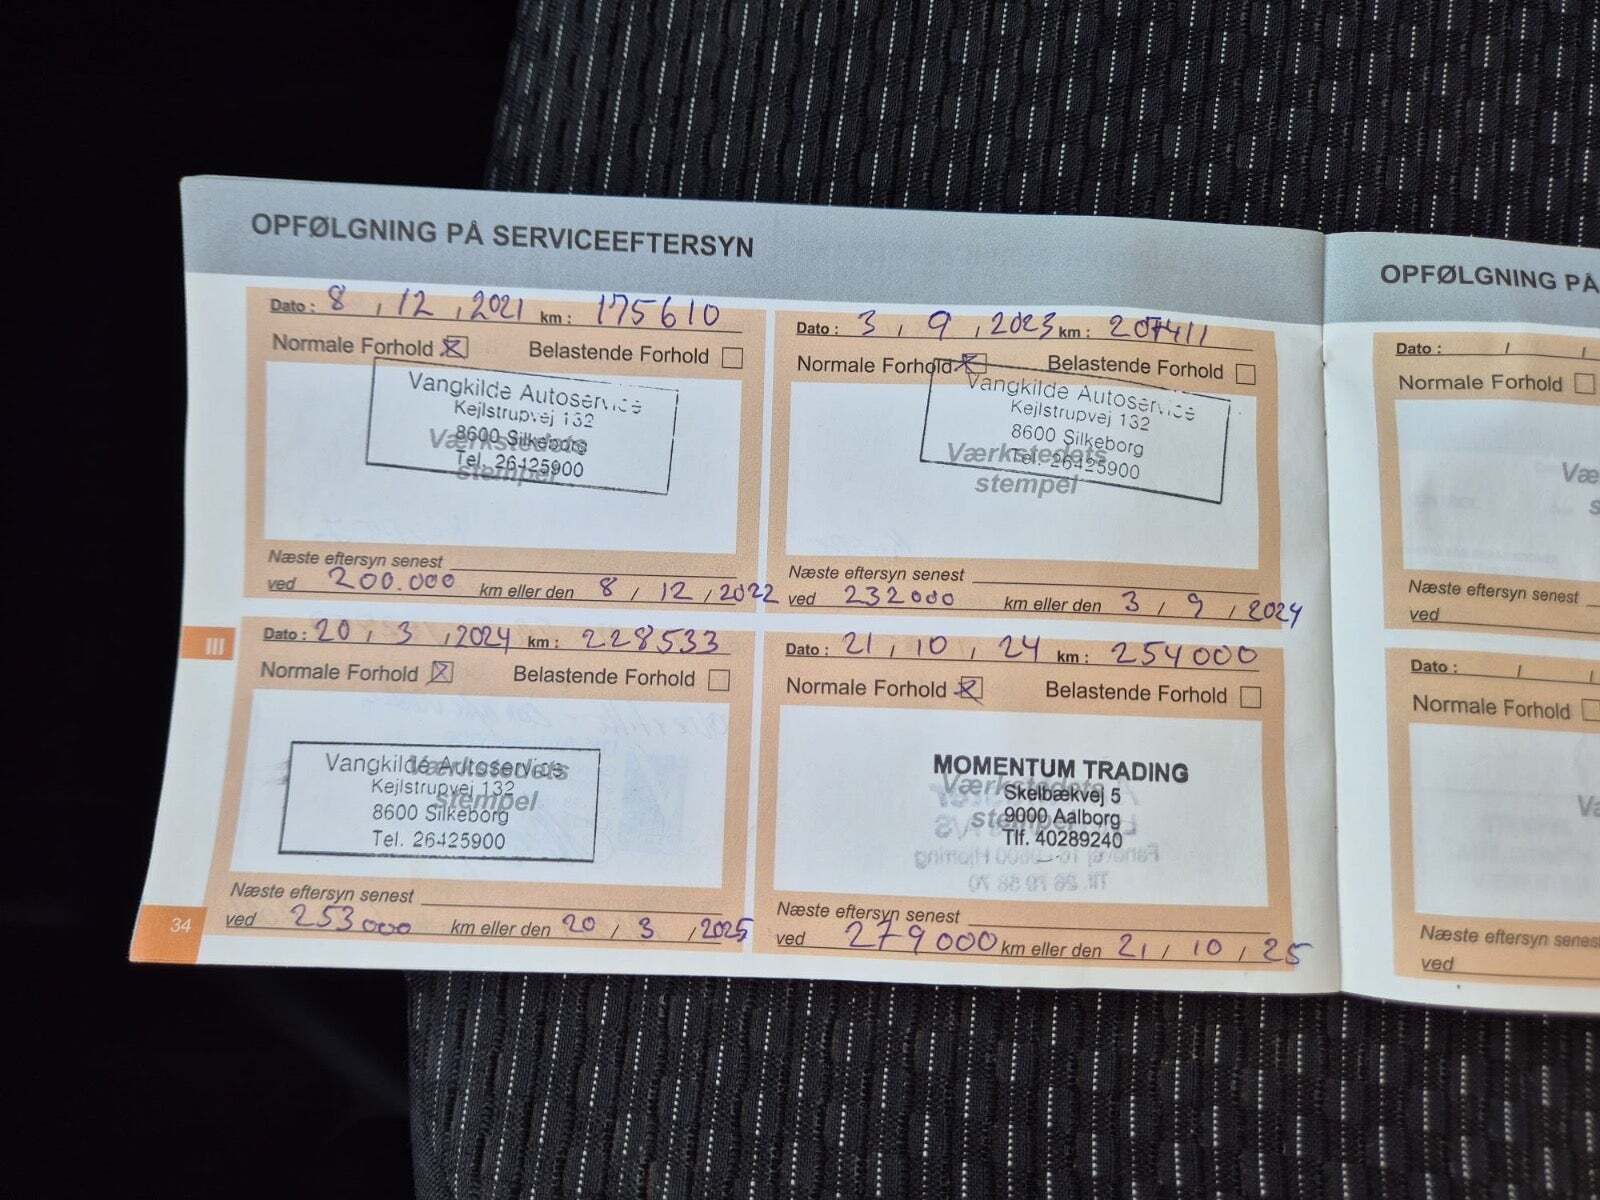 OPFØLGNING PÅ SERVICEEFTERSYN
Dato : 8 , 12 , 2021 km : 175610
Normale Forhold Belastende Forhold
Vangkilde Autoservice
Kejlstrupvej 132
8600 Silkeborg
Tel. 26425900
Værkstedets
stempel
Næste eftersyn senest
ved 200.000 km eller den 8 , 12 , 2022
Dato : 3 , 9 , 2023 km : 207411
Normale Forhold Belastende Forhold
Vangkilde Autoservice
Kejlstrupvej 132
8600 Silkeborg
Tel. 26425900
Værkstedets
stempel
Næste eftersyn senest
ved 232000 km eller den 3 , 9 , 2024
III
Dato : 20 , 3 , 2024 km : 228533
Normale Forhold Belastende Forhold
Vangkilde Autoservice
Kejlstrupvej 132
8600 Silkeborg
Tel. 26425900
Værkstedets
stempel
Næste eftersyn senest
ved 253000 km eller den 20 , 3 , 2025
34
Dato : 21 , 10 , 24 km : 254000
Normale Forhold Belastende Forhold
MOMENTUM TRADING
Skelbækvej 5
9000 Aalborg
Tlf. 40289240
Værkstedets
stempel
Næste eftersyn senest
ved 279000 km eller den 21 , 10 , 25
OPFØLGNING PÅ
Dato : / /
Normale Forhold
Næste eftersyn senest
ved
Dato : / /
Normale Forhold
Næste eftersyn senest
ved